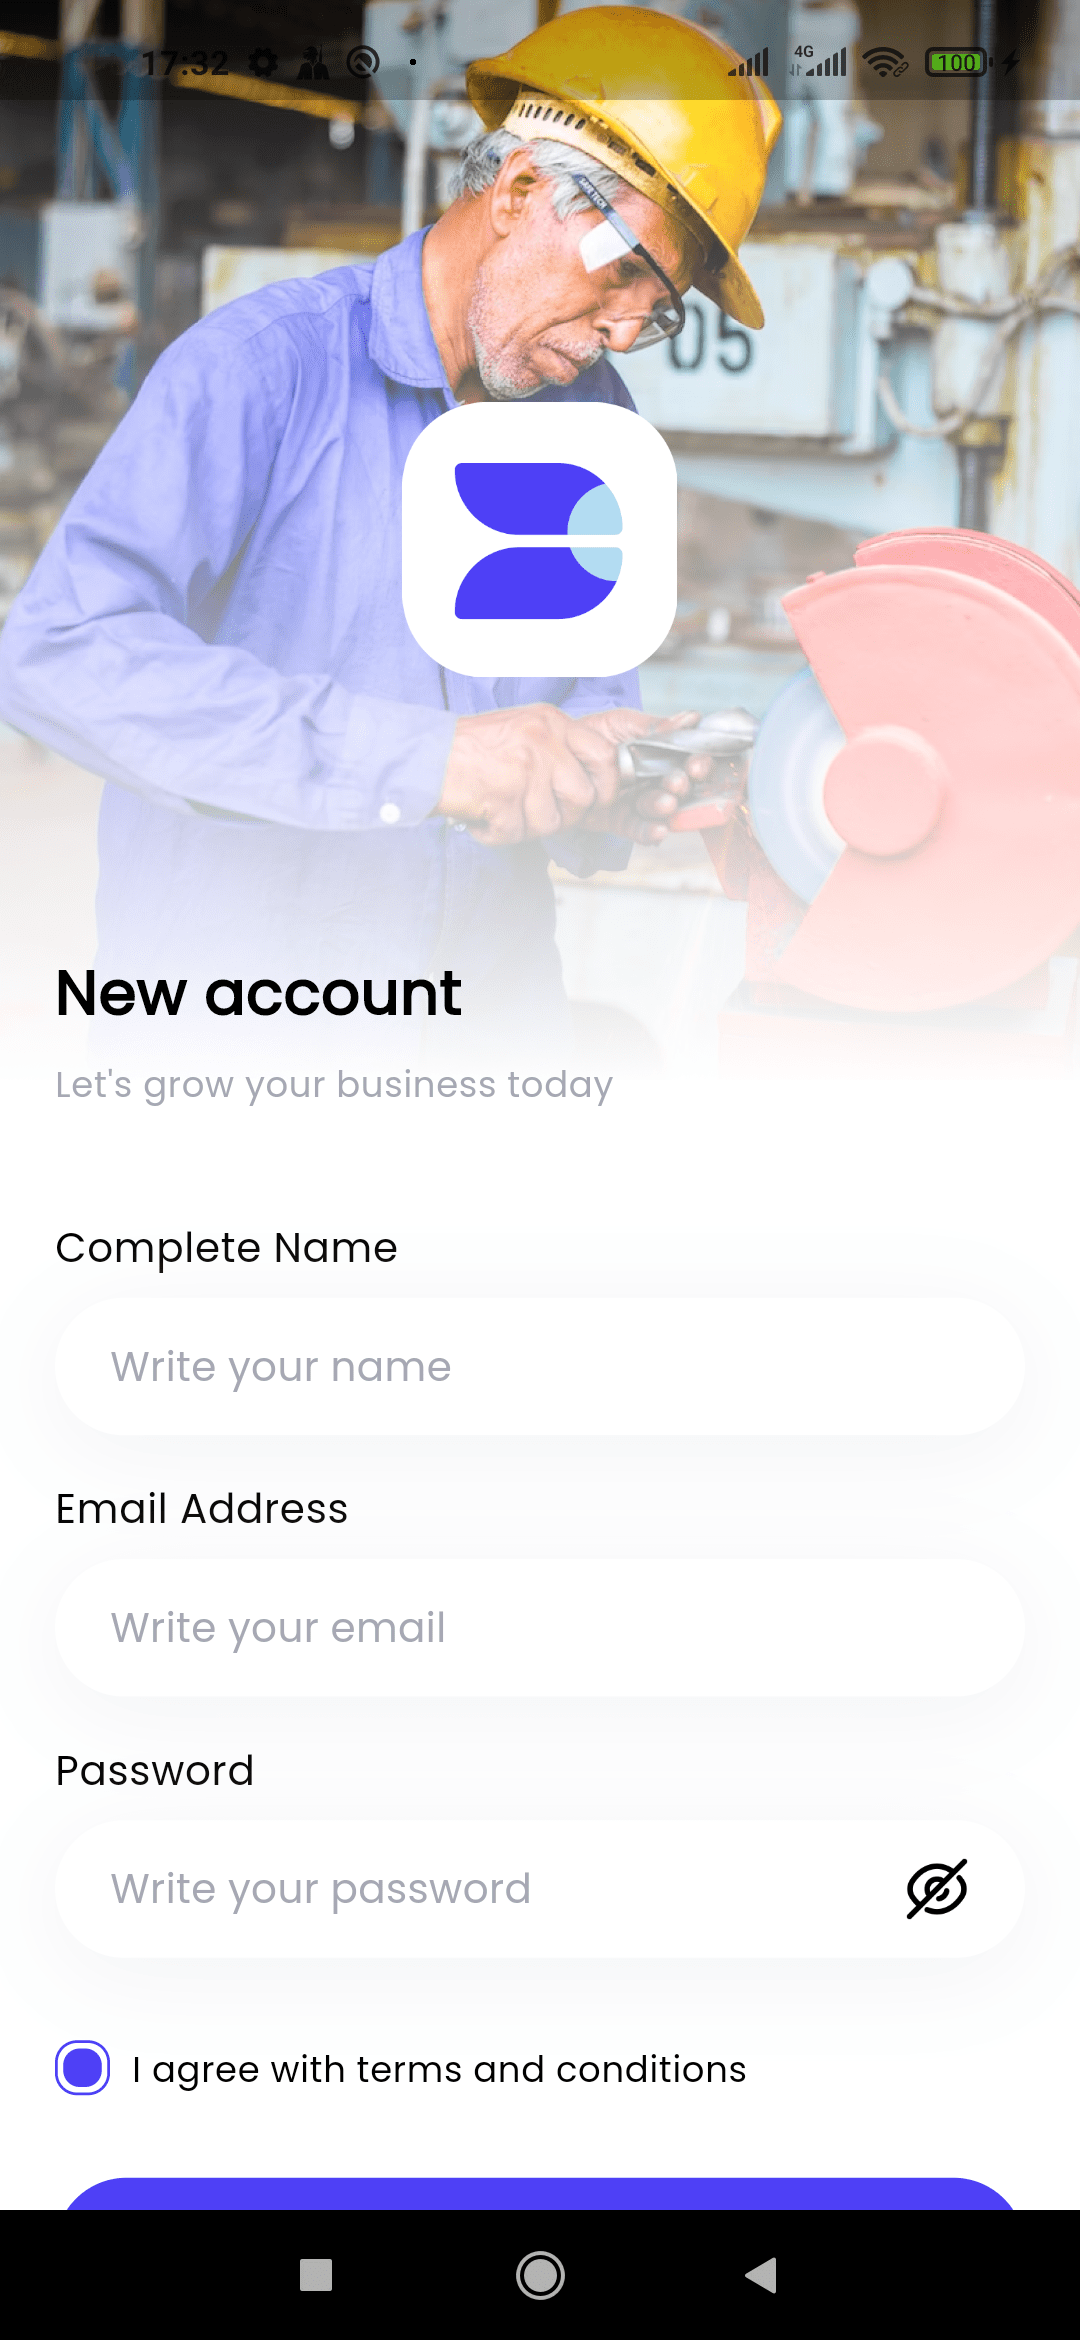 17:32 4G 100
05
New account
Let's grow your business today
Complete Name
Write your name
Email Address
Write your email
Password
Write your password
I agree with terms and conditions